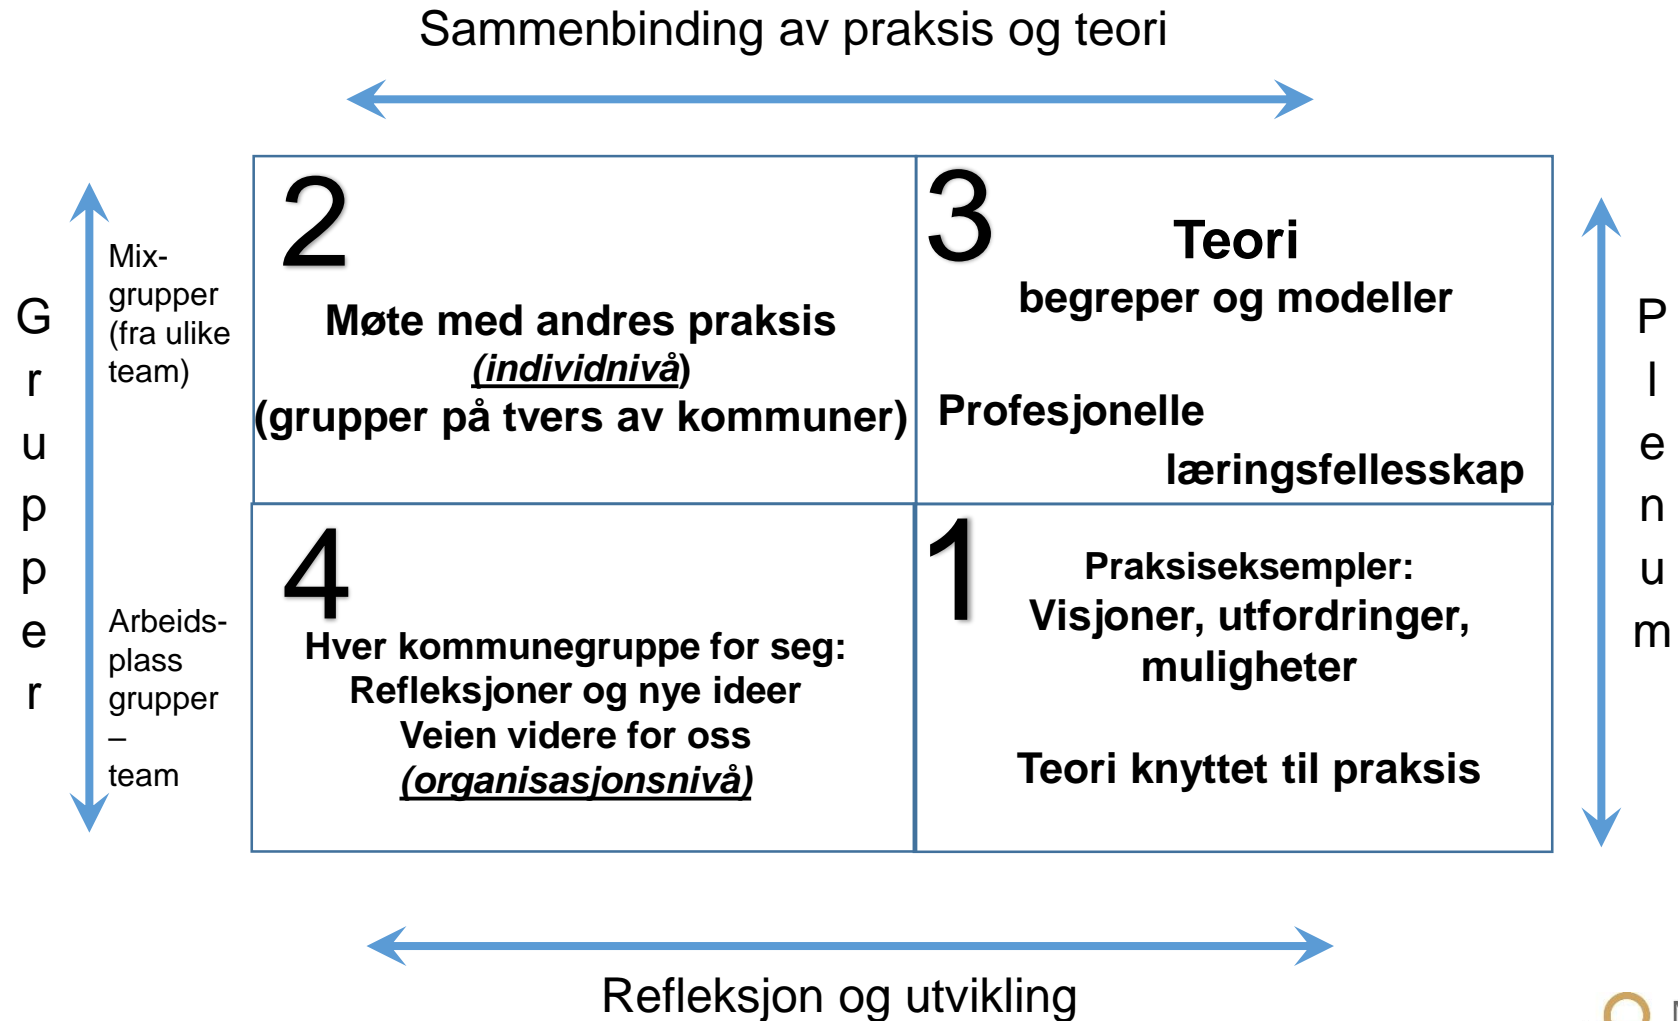 Sammenbinding av praksis og teori
Grupper
Mix-
grupper
(fra ulike
team)
Arbeids-
plass
grupper
–
team
2
Møte med andres praksis
(individnivå)
(grupper på tvers av kommuner)
3
Teori
begreper og modeller
Profesjonelle
læringsfellesskap
4
Hver kommunegruppe for seg:
Refleksjoner og nye ideer
Veien videre for oss
(organisasjonsnivå)
1
Praksiseksempler:
Visjoner, utfordringer,
muligheter
Teori knyttet til praksis
Plenum
Refleksjon og utvikling